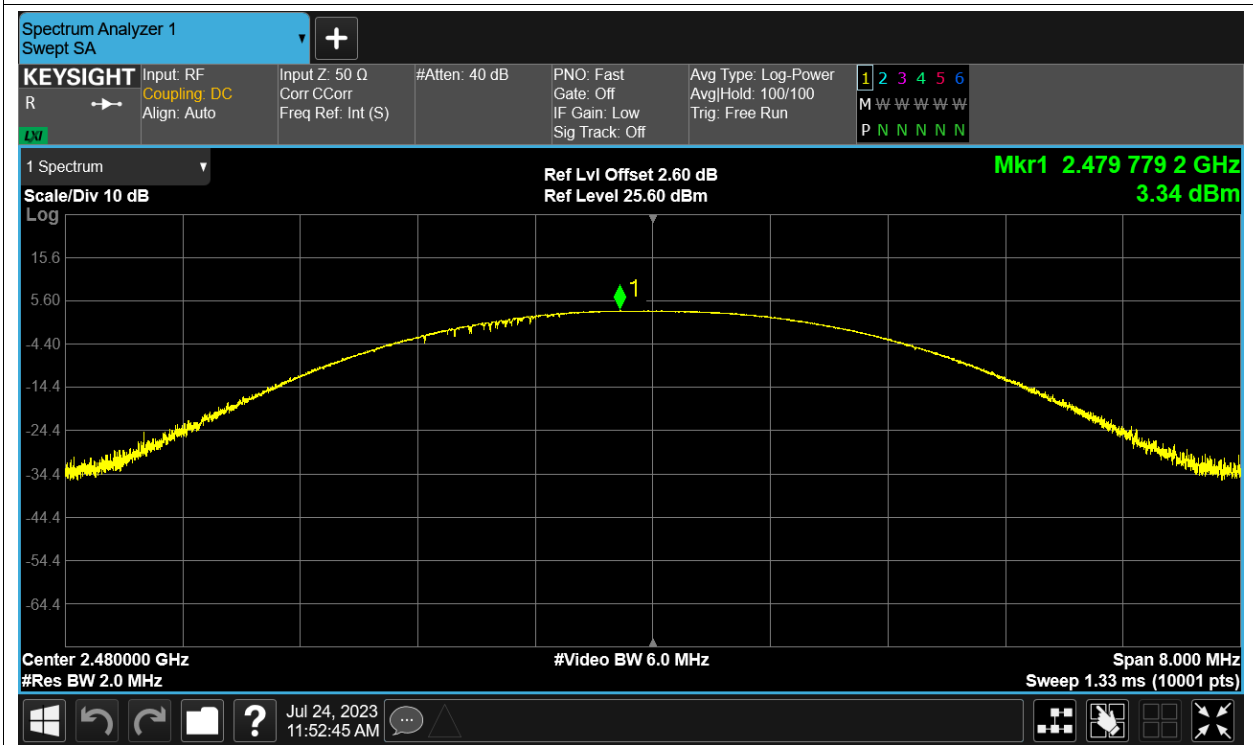 Spectrum Analyzer 1
Swept SA
KEYSIGHT
R
LXI
Input: RF
Coupling: DC
Align: Auto
Input Z: 50 Ω
Corr CCorr
Freq Ref: Int (S)
#Atten: 40 dB
PNO: Fast
Gate: Off
IF Gain: Low
Sig Track: Off
Avg Type: Log-Power
Avg|Hold: 100/100
Trig: Free Run
1 2 3 4 5 6
M W W W W W
P N N N N N
1 Spectrum
Scale/Div 10 dB
Ref Lvl Offset 2.60 dB
Ref Level 25.60 dBm
Mkr1 2.479 779 2 GHz
3.34 dBm
Log
15.6
5.60
-4.40
-14.4
-24.4
-34.4
-44.4
-54.4
-64.4
1
Center 2.480000 GHz
#Res BW 2.0 MHz
#Video BW 6.0 MHz
Span 8.000 MHz
Sweep 1.33 ms (10001 pts)
?
Jul 24, 2023
11:52:45 AM